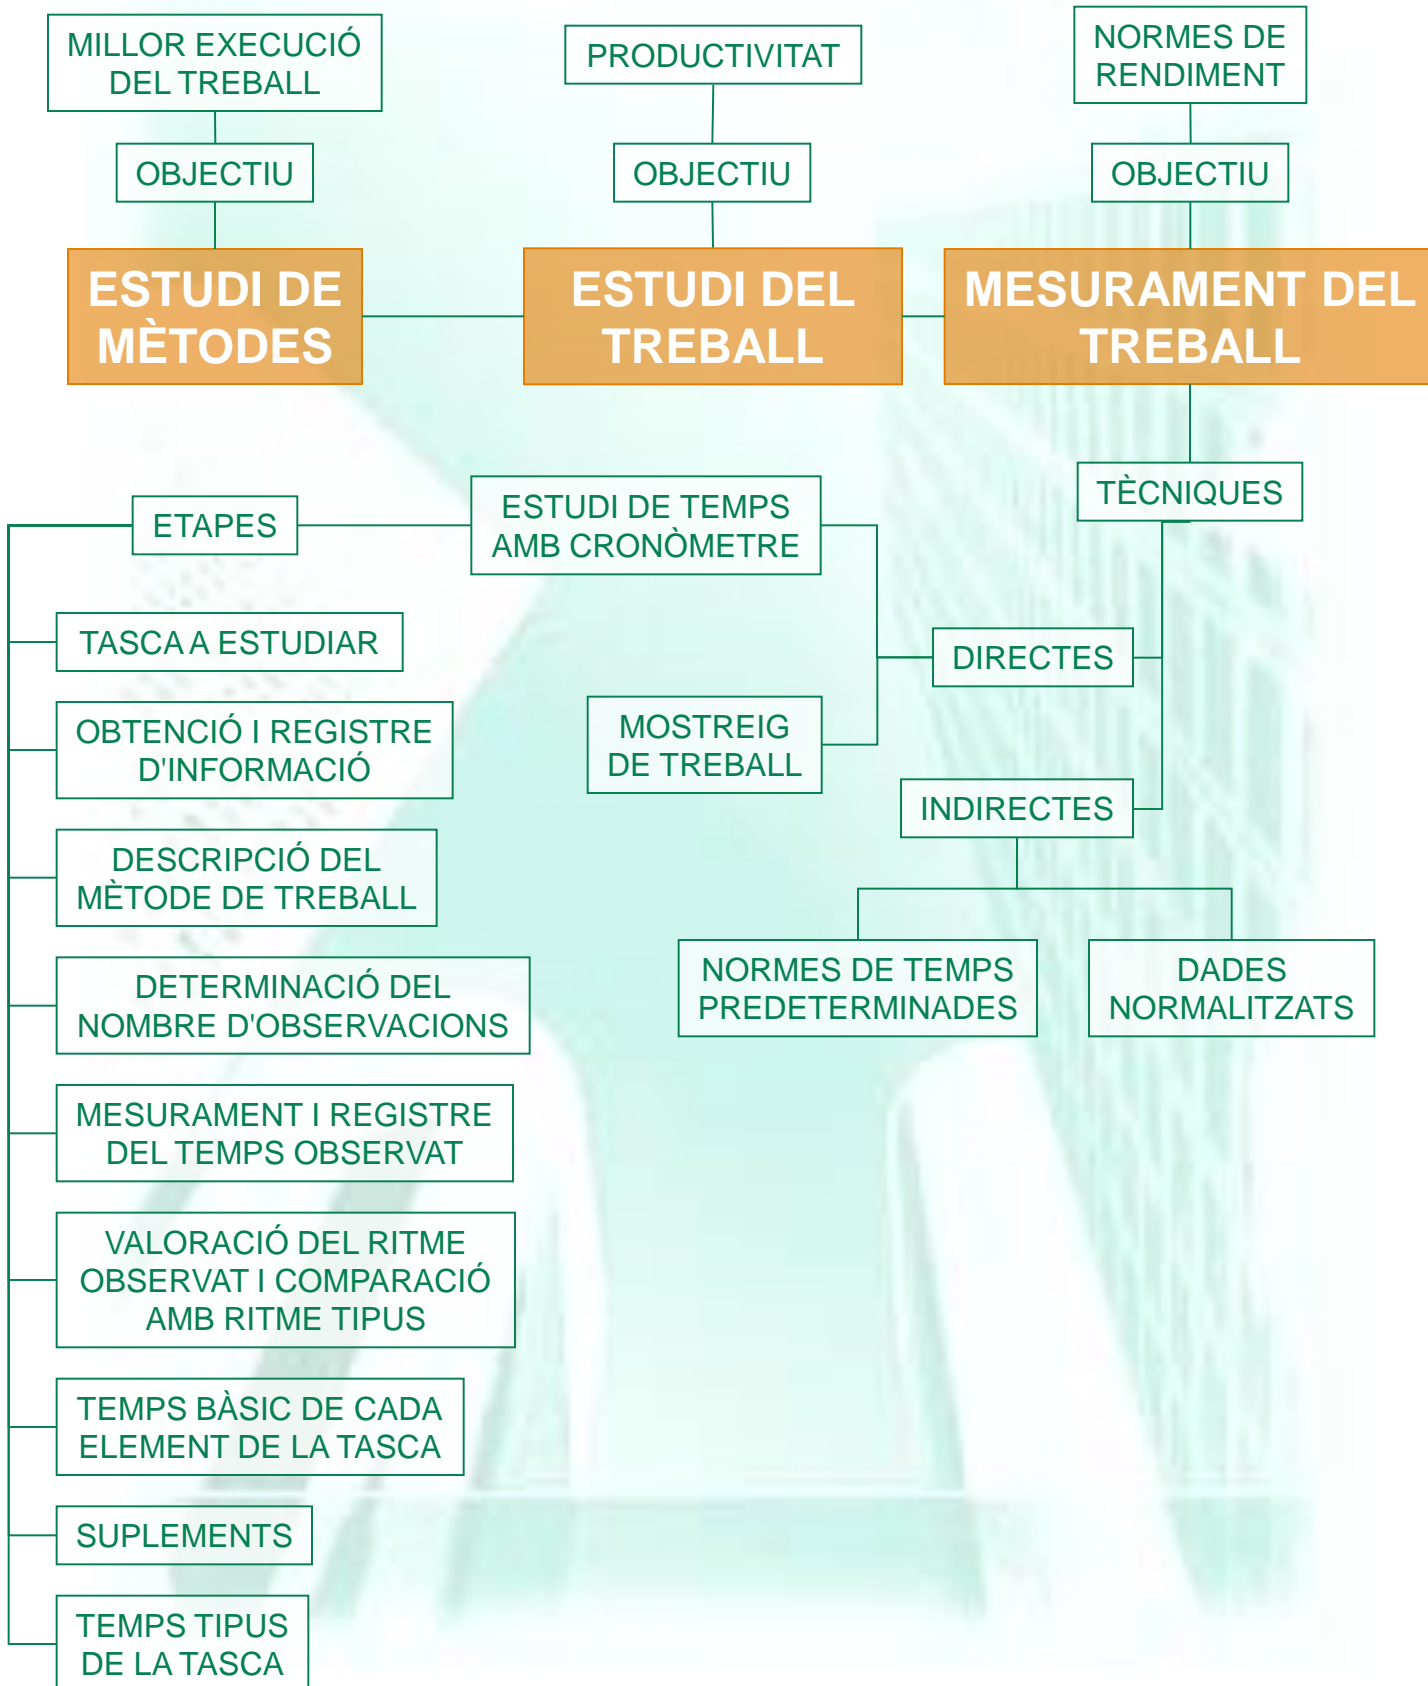 MILLOR EXECUCIÓ
DEL TREBALL
PRODUCTIVITAT
NORMES DE
RENDIMENT
OBJECTIU
OBJECTIU
OBJECTIU
ESTUDI DE
MÈTODES
ESTUDI DEL
TREBALL
MESURAMENT DEL
TREBALL
TÈCNIQUES
ETAPES
ESTUDI DE TEMPS
AMB CRONÒMETRE
DIRECTES
MOSTREIG
DE TREBALL
INDIRECTES
NORMES DE TEMPS
PREDETERMINADES
DADES
NORMALITZATS
TASCA A ESTUDIAR
OBTENCIÓ I REGISTRE
D'INFORMACIÓ
DESCRIPCIÓ DEL
MÈTODE DE TREBALL
DETERMINACIÓ DEL
NOMBRE D'OBSERVACIONS
MESURAMENT I REGISTRE
DEL TEMPS OBSERVAT
VALORACIÓ DEL RITME
OBSERVAT I COMPARACIÓ
AMB RITME TIPUS
TEMPS BÀSIC DE CADA
ELEMENT DE LA TASCA
SUPLEMENTS
TEMPS TIPUS
DE LA TASCA